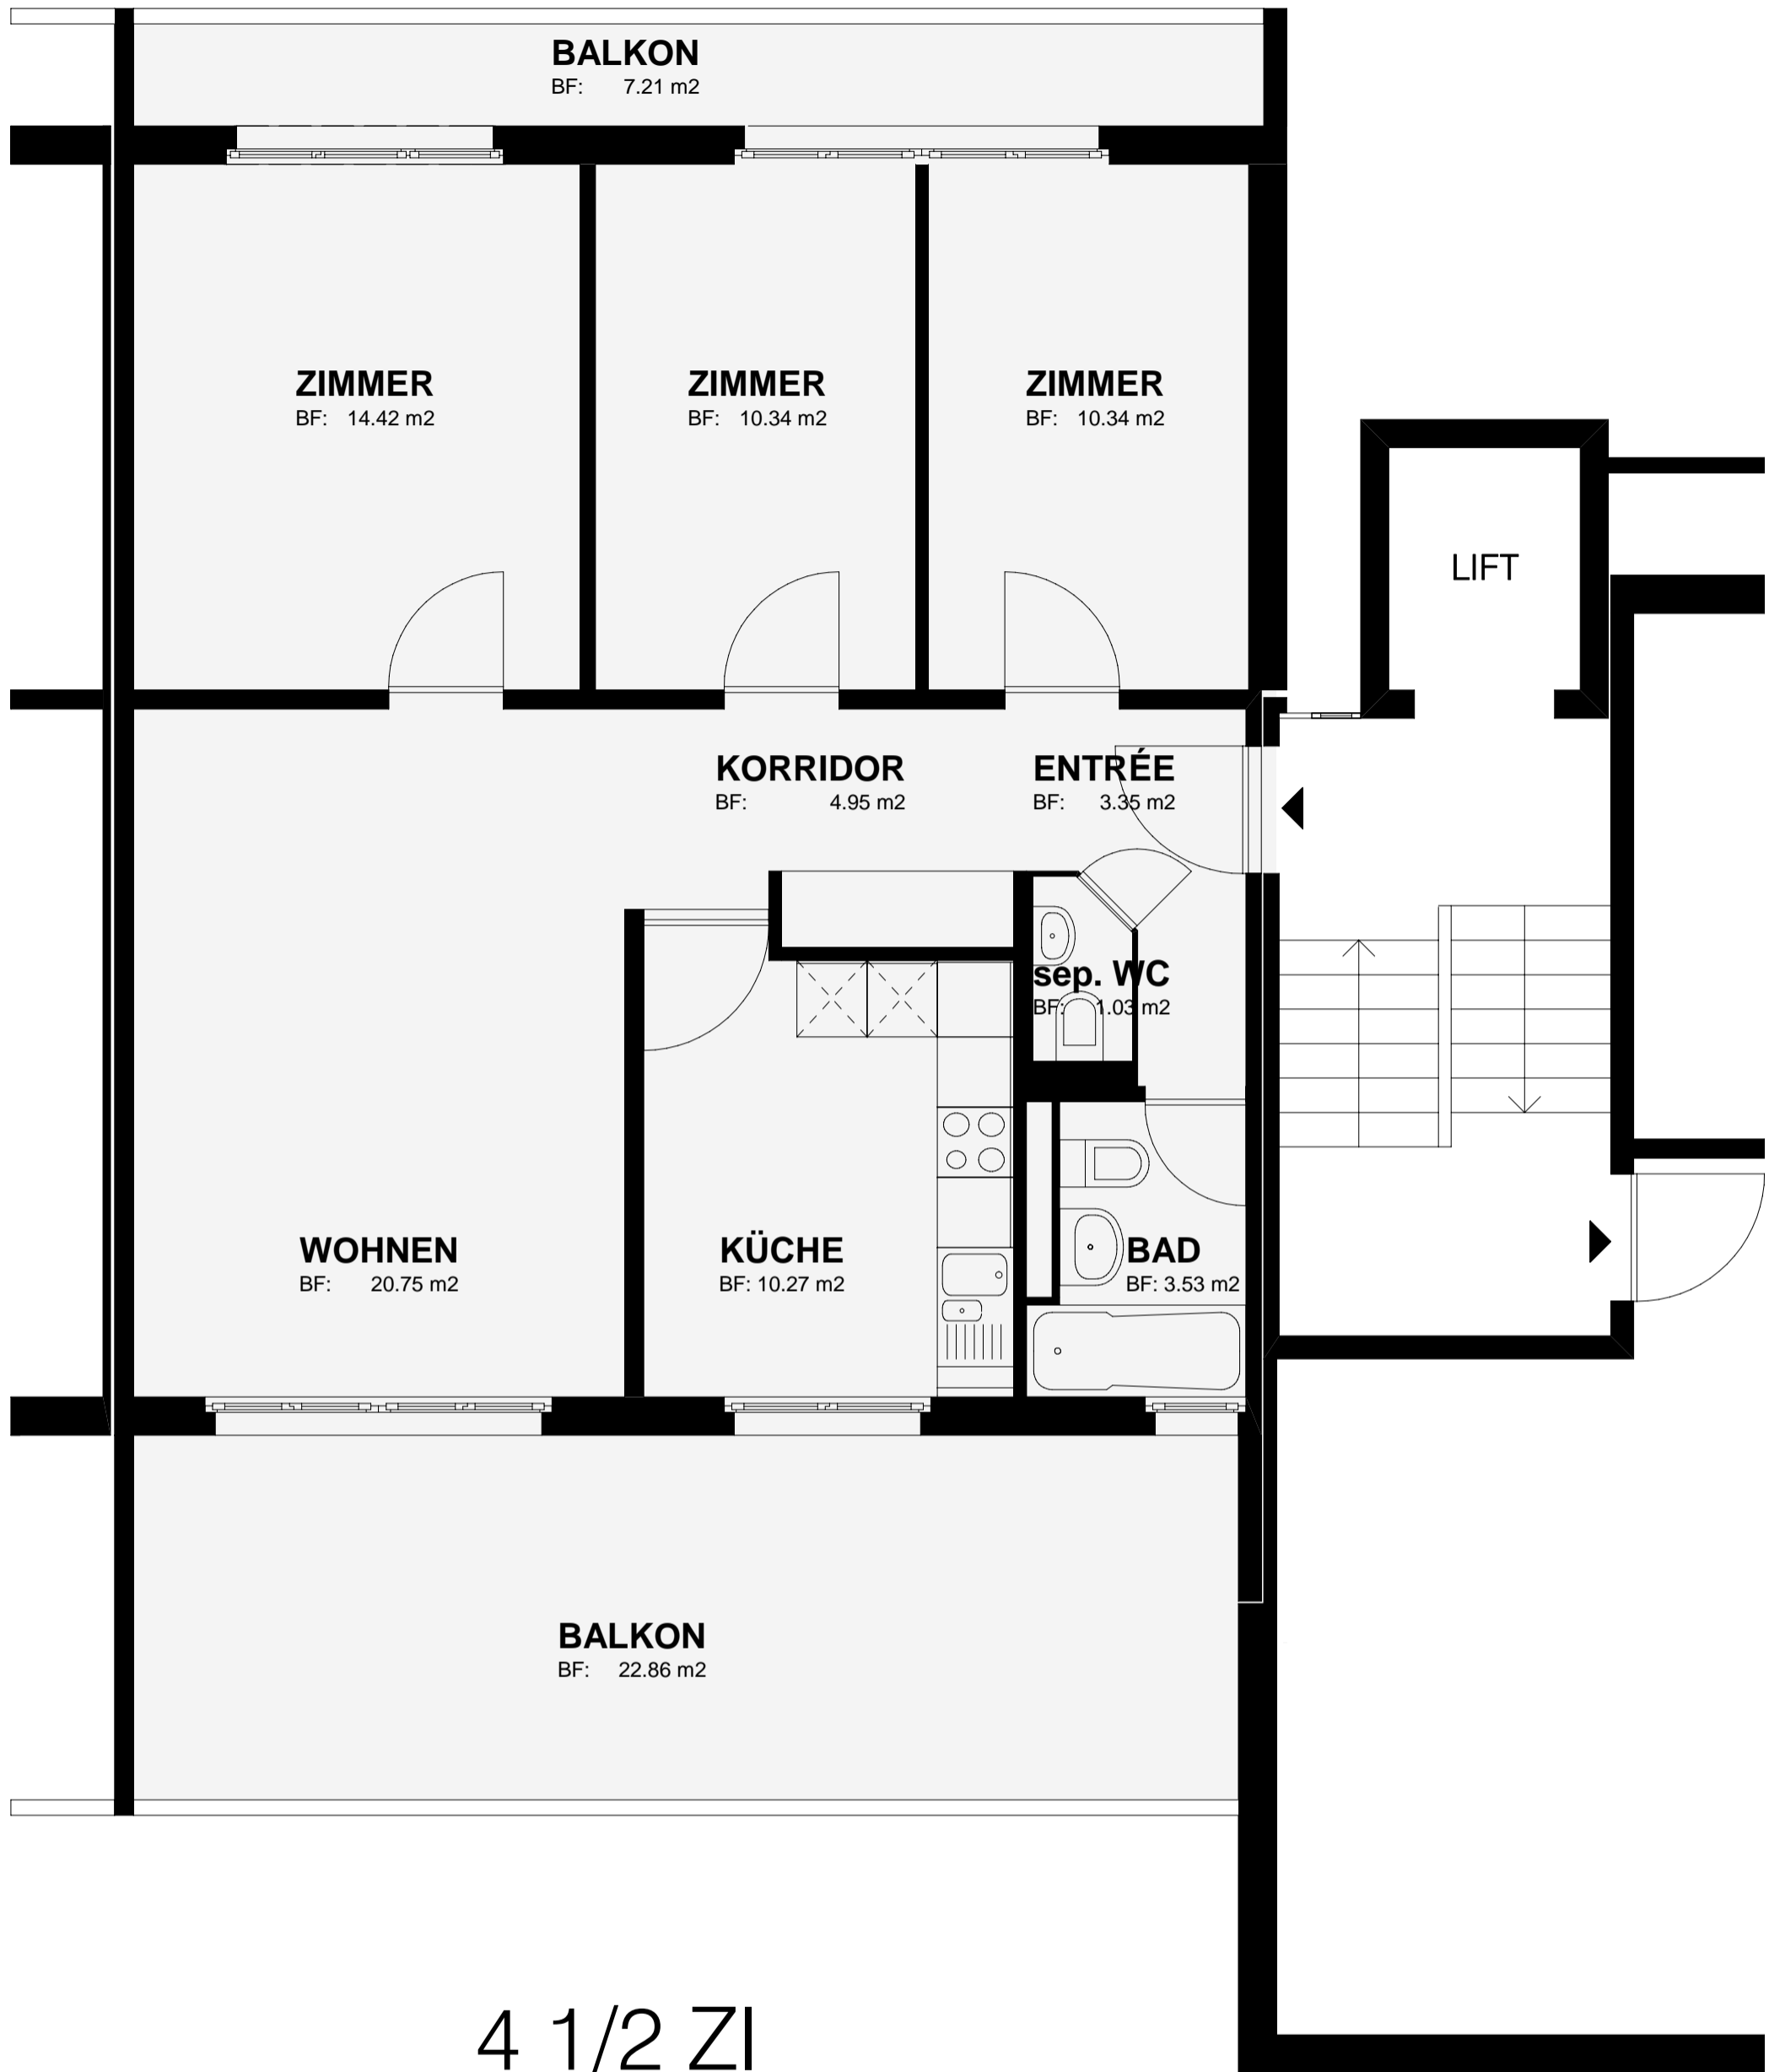 BALKON
BF: 7.21 m2
ZIMMER
BF: 14.42 m2
ZIMMER
BF: 10.34 m2
ZIMMER
BF: 10.34 m2
LIFT
KORRIDOR
BF: 4.95 m2
ENTRÉE
BF: 3.35 m2
sep. WC
BF: 1.03 m2
WOHNEN
BF: 20.75 m2
KÜCHE
BF: 10.27 m2
BAD
BF: 3.53 m2
BALKON
BF: 22.86 m2
4 1/2 ZI